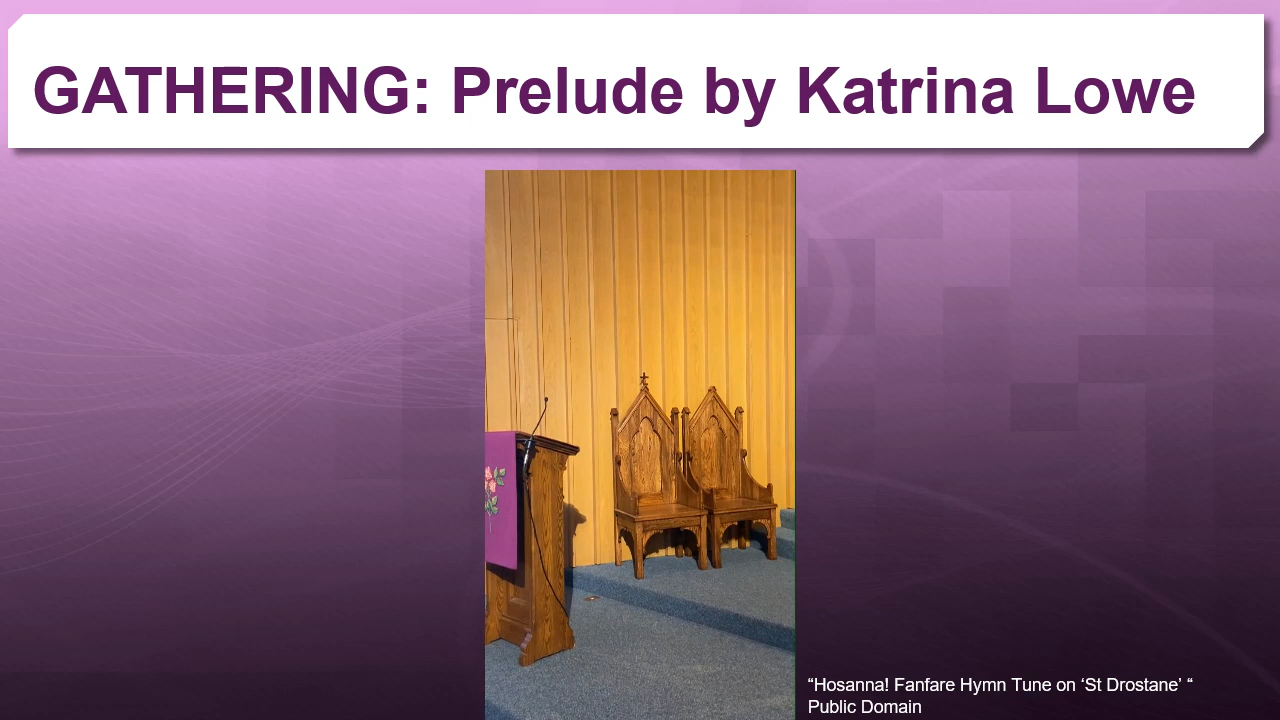 GATHERING: Prelude by Katrina Lowe
“Hosanna! Fanfare Hymn Tune on ‘St Drostane’ “
Public Domain